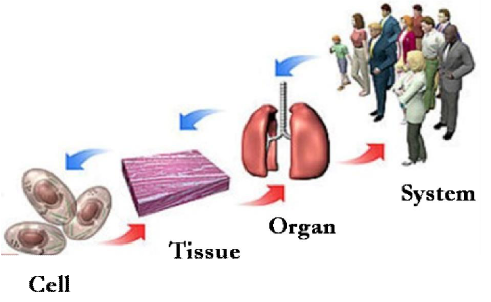 Cell
Tissue
Organ
System